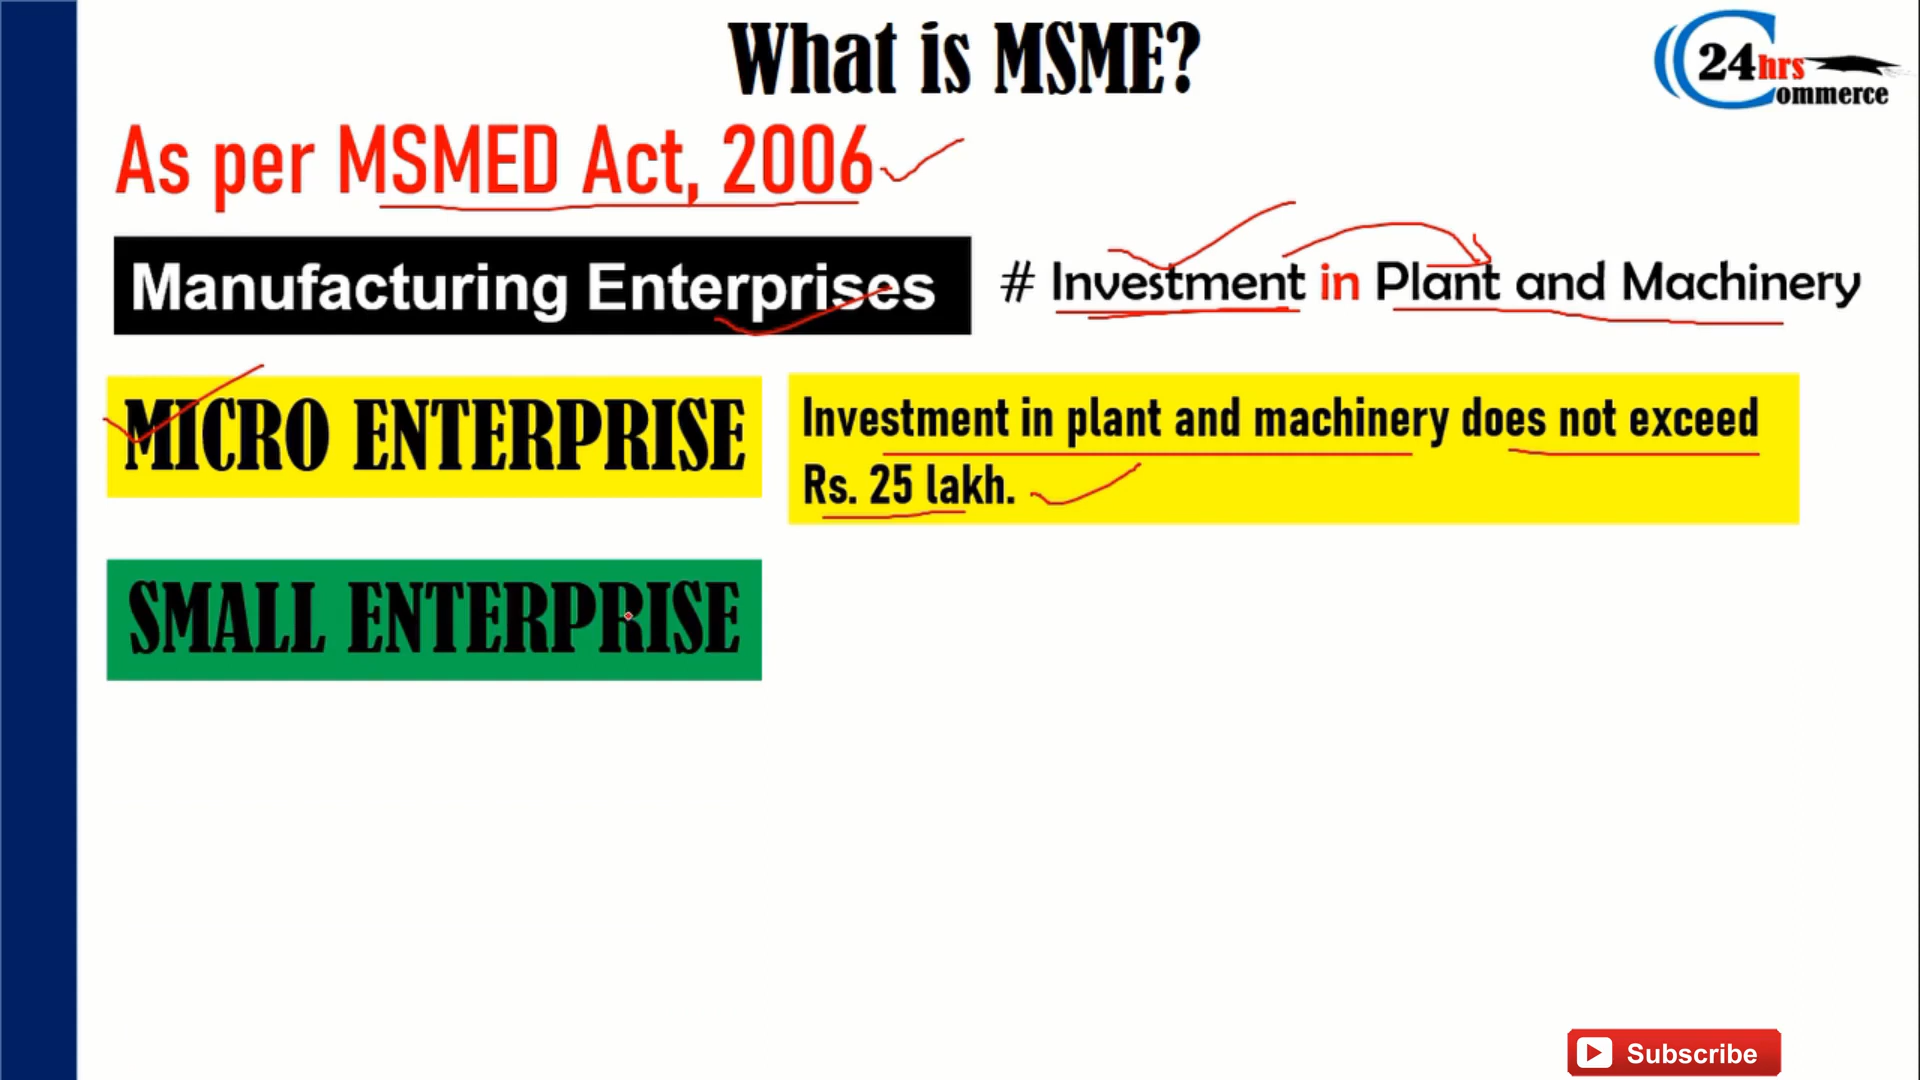 What is MSME?
24hrs
Commerce
As per MSMED Act, 2006
Manufacturing Enterprises
# Investment in Plant and Machinery
MICRO ENTERPRISE
Investment in plant and machinery does not exceed
Rs. 25 lakh.
SMALL ENTERPRISE
Subscribe